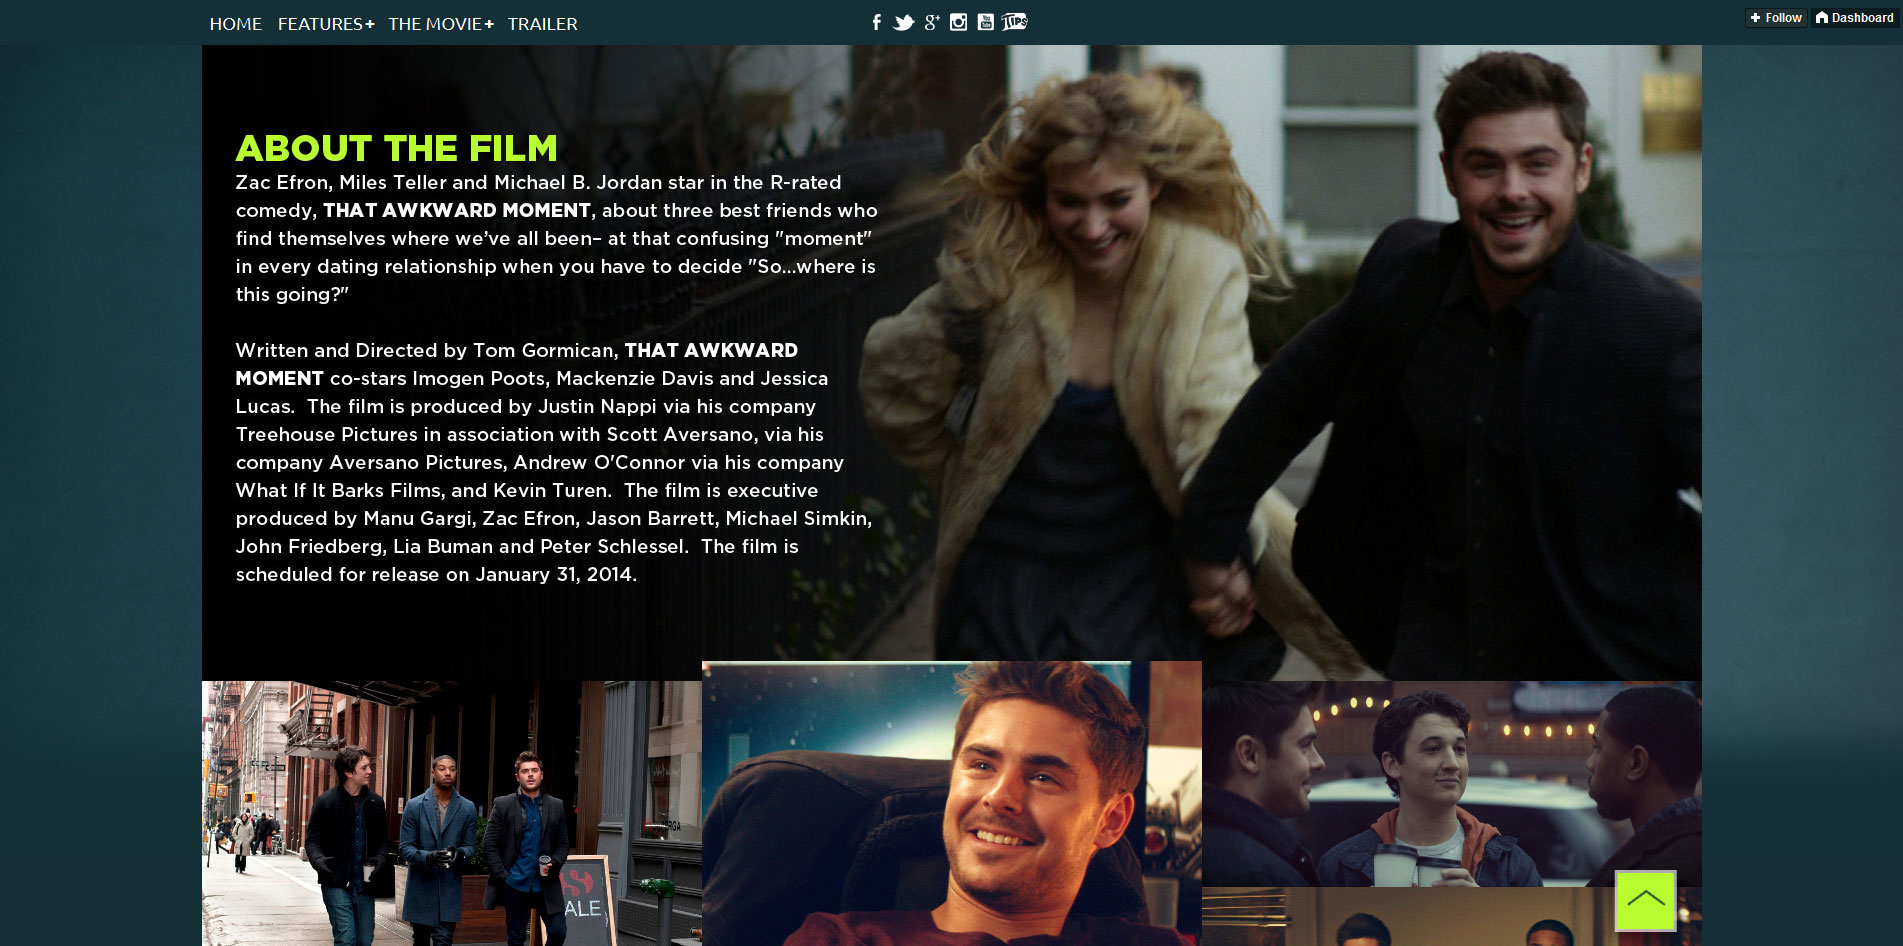 HOME FEATURES+ THE MOVIE+ TRAILER
You Tube
TIPS
Follow Dashboard
ABOUT THE FILM
Zac Efron, Miles Teller and Michael B. Jordan star in the R-rated
comedy, THAT AWKWARD MOMENT, about three best friends who
find themselves where we’ve all been– at that confusing "moment"
in every dating relationship when you have to decide "So...where is
this going?"
Written and Directed by Tom Gormican, THAT AWKWARD
MOMENT co-stars Imogen Poots, Mackenzie Davis and Jessica
Lucas.  The film is produced by Justin Nappi via his company
Treehouse Pictures in association with Scott Aversano, via his
company Aversano Pictures, Andrew O'Connor via his company
What If It Barks Films, and Kevin Turen.  The film is executive
produced by Manu Gargi, Zac Efron, Jason Barrett, Michael Simkin,
John Friedberg, Lia Buman and Peter Schlessel.  The film is
scheduled for release on January 31, 2014.
ALE